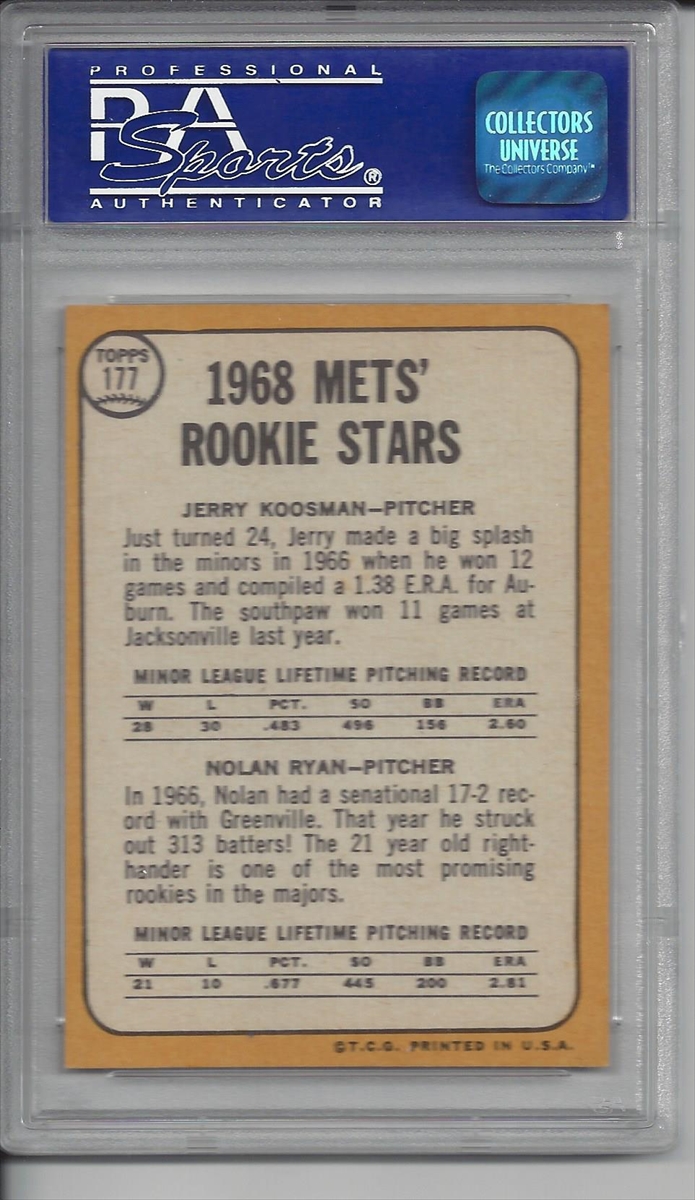 PROFESSIONAL
PSA
Sports®
AUTHENTICATOR
COLLECTORS
UNIVERSE
The Collectors Company™
TOPPS
177
1968 METS'
ROOKIE STARS
JERRY KOOSMAN—PITCHER
Just turned 24, Jerry made a big splash
in the minors in 1966 when he won 12
games and compiled a 1.38 E.R.A. for Au-
burn. The southpaw won 11 games at
Jacksonville last year.
MINOR LEAGUE LIFETIME PITCHING RECORD
W L PCT. SO BB ERA
28 30 .483 496 156 2.60
NOLAN RYAN—PITCHER
In 1966, Nolan had a senational 17-2 rec-
ord with Greenville. That year he struck
out 313 batters! The 21 year old right-
hander is one of the most promising
rookies in the majors.
MINOR LEAGUE LIFETIME PITCHING RECORD
W L PCT. SO BB ERA
21 10 .677 445 200 2.81
©T.C.G. PRINTED IN U.S.A.